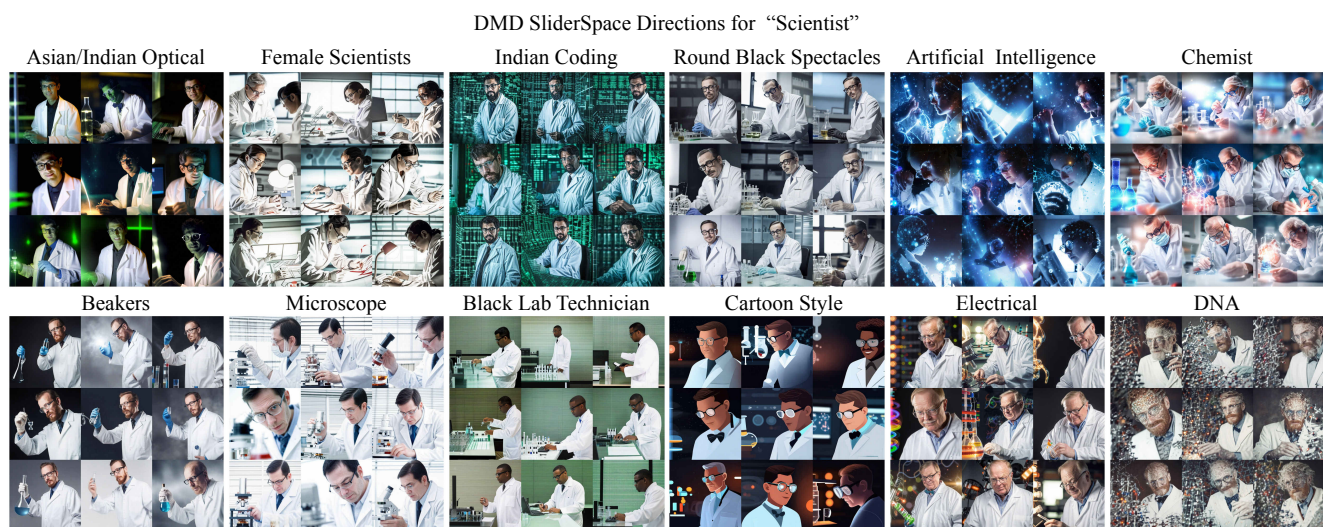 DMD SliderSpace Directions for “Scientist”
Asian/Indian Optical
Female Scientists
Indian Coding
Round Black Spectacles
Artificial Intelligence
Chemist
Beakers
Microscope
Black Lab Technician
Cartoon Style
Electrical
DNA